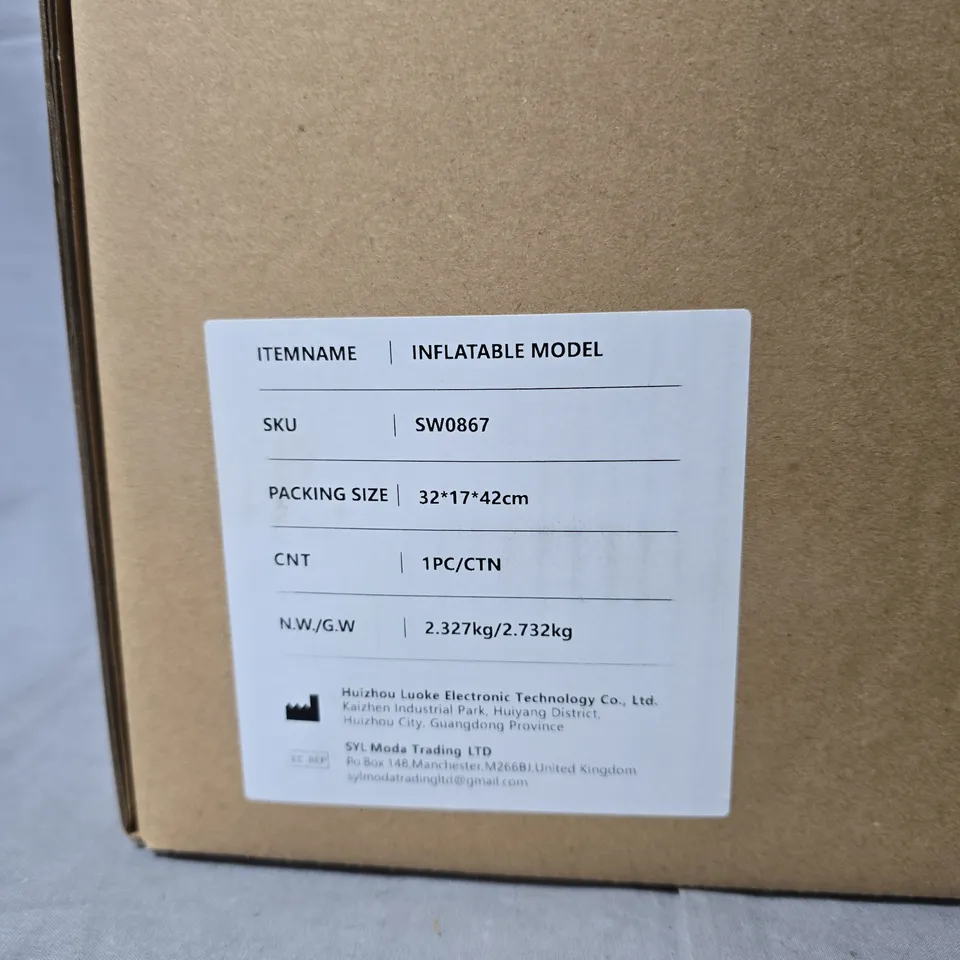 ITEMNAME | INFLATABLE MODEL
SKU | SW0867
PACKING SIZE | 32*17*42cm
CNT | 1PC/CTN
N.W./G.W | 2.327kg/2.732kg
Huizhou Luoke Electronic Technology Co., Ltd.
Kaizhen Industrial Park, Huiyang District,
Huizhou City, Guangdong Province
EC REP
SYL Moda Trading LTD
Po Box 148,Manchester,M266BJ,United Kingdom
sylmodatradingltd@gmail.com